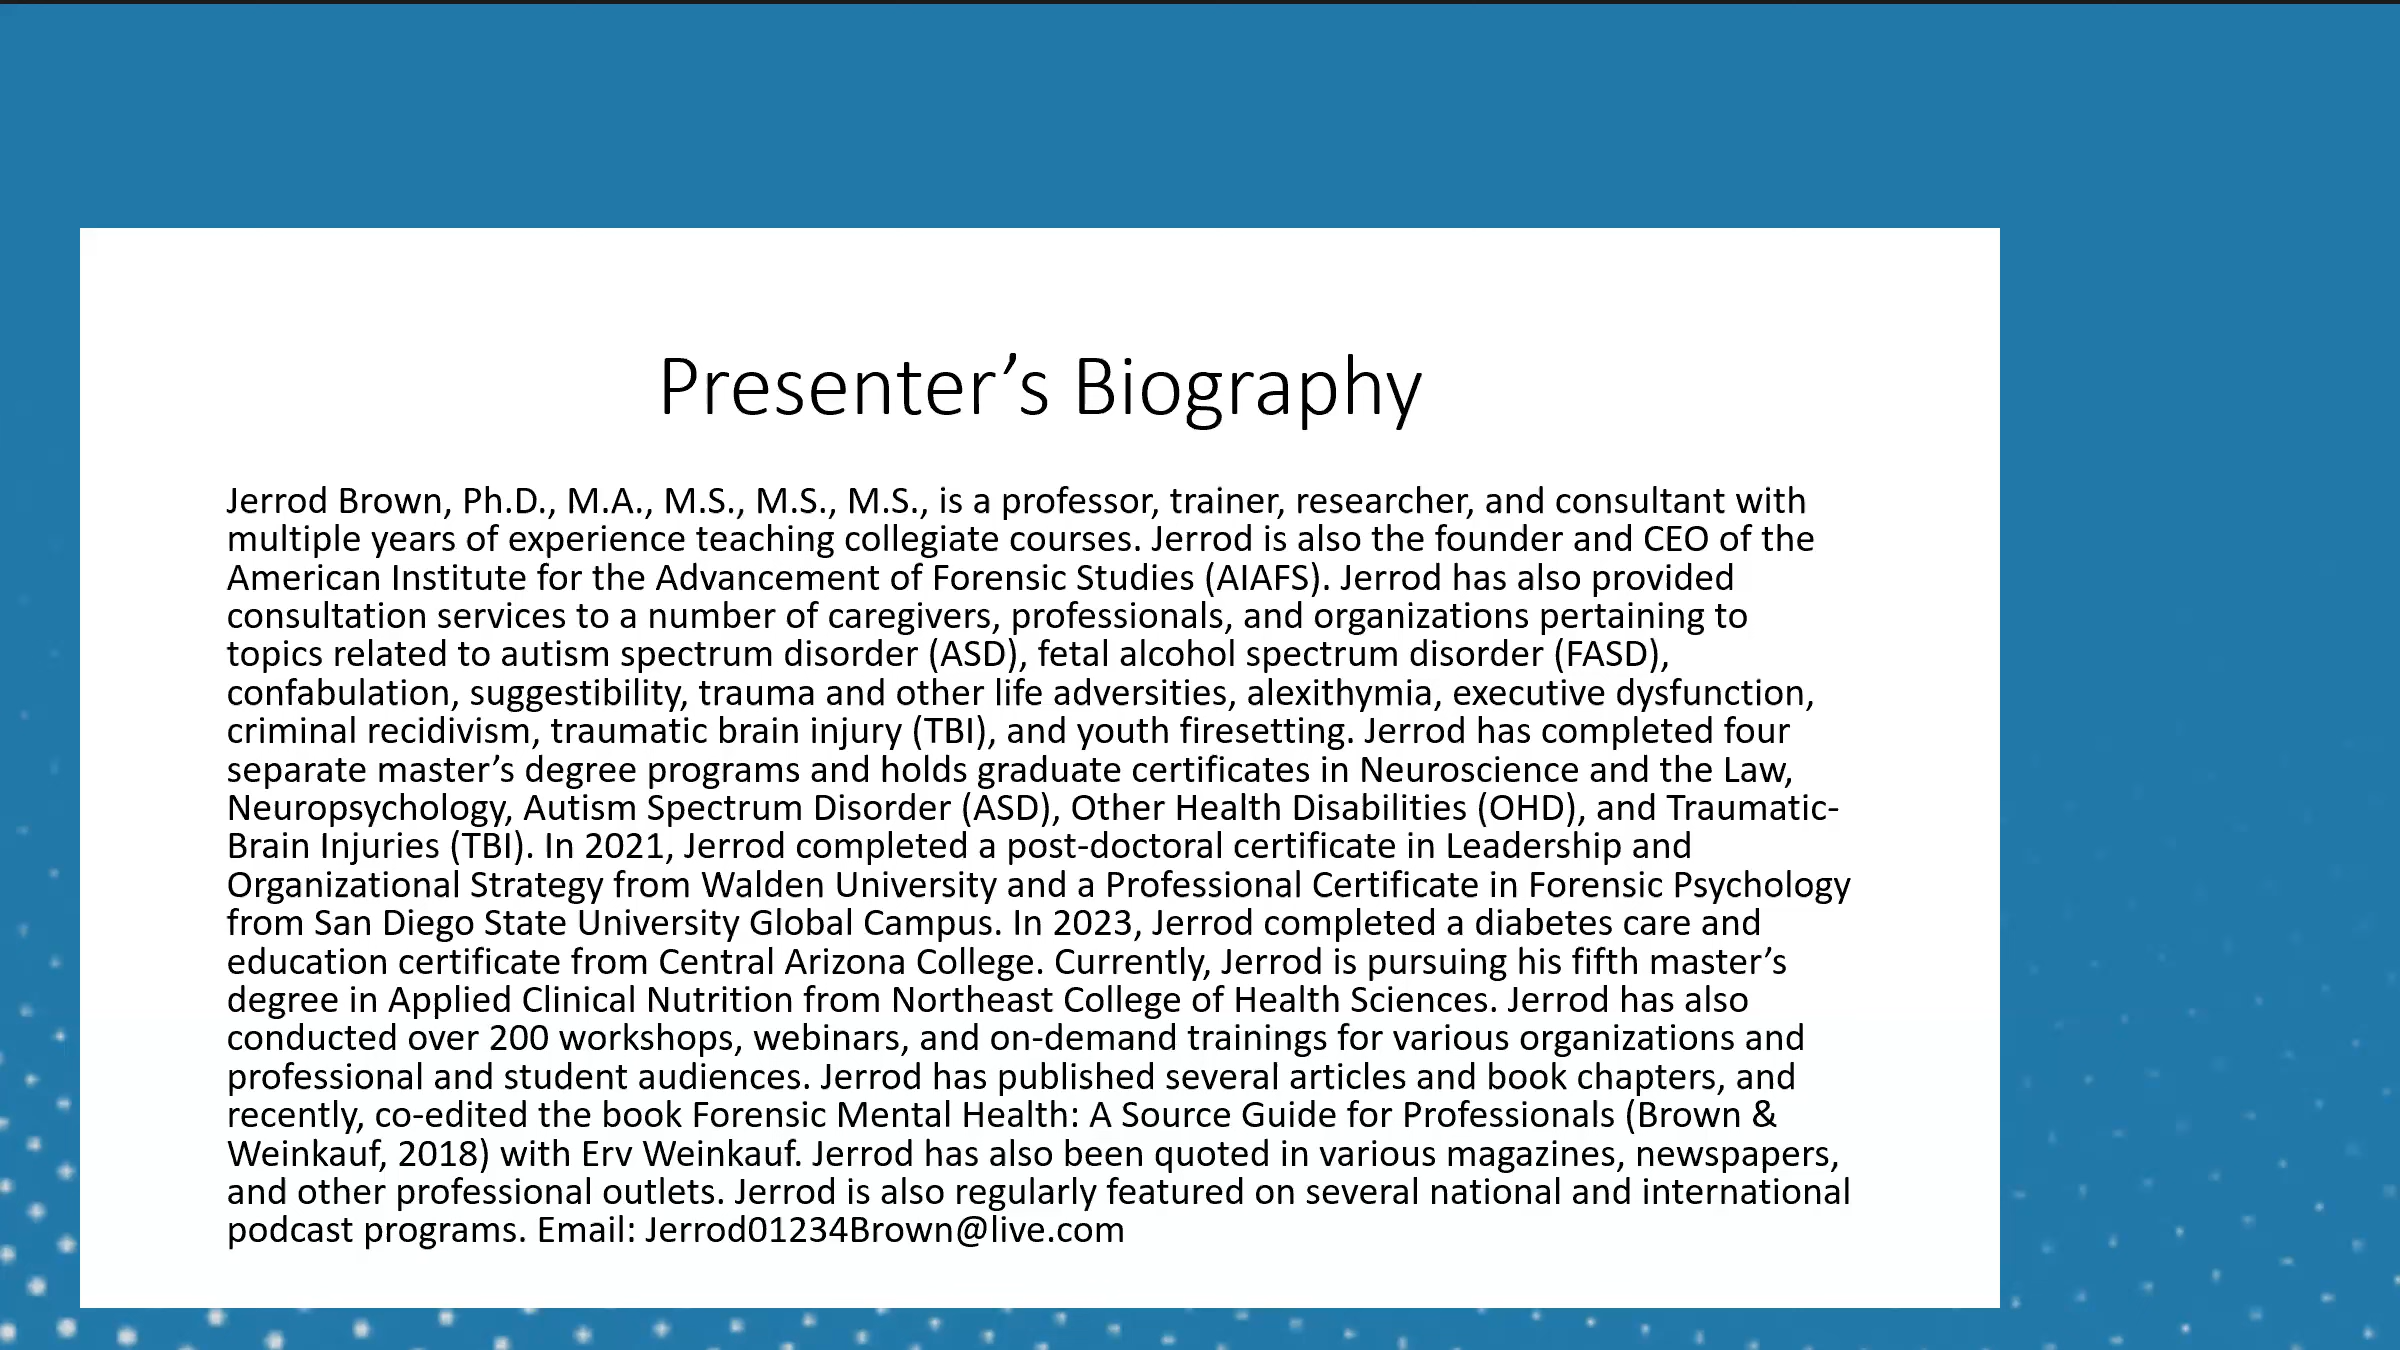 Presenter’s Biography
Jerrod Brown, Ph.D., M.A., M.S., M.S., M.S., is a professor, trainer, researcher, and consultant with
multiple years of experience teaching collegiate courses. Jerrod is also the founder and CEO of the
American Institute for the Advancement of Forensic Studies (AIAFS). Jerrod has also provided
consultation services to a number of caregivers, professionals, and organizations pertaining to
topics related to autism spectrum disorder (ASD), fetal alcohol spectrum disorder (FASD),
confabulation, suggestibility, trauma and other life adversities, alexithymia, executive dysfunction,
criminal recidivism, traumatic brain injury (TBI), and youth firesetting. Jerrod has completed four
separate master’s degree programs and holds graduate certificates in Neuroscience and the Law,
Neuropsychology, Autism Spectrum Disorder (ASD), Other Health Disabilities (OHD), and Traumatic-
Brain Injuries (TBI). In 2021, Jerrod completed a post-doctoral certificate in Leadership and
Organizational Strategy from Walden University and a Professional Certificate in Forensic Psychology
from San Diego State University Global Campus. In 2023, Jerrod completed a diabetes care and
education certificate from Central Arizona College. Currently, Jerrod is pursuing his fifth master’s
degree in Applied Clinical Nutrition from Northeast College of Health Sciences. Jerrod has also
conducted over 200 workshops, webinars, and on-demand trainings for various organizations and
professional and student audiences. Jerrod has published several articles and book chapters, and
recently, co-edited the book Forensic Mental Health: A Source Guide for Professionals (Brown &
Weinkauf, 2018) with Erv Weinkauf. Jerrod has also been quoted in various magazines, newspapers,
and other professional outlets. Jerrod is also regularly featured on several national and international
podcast programs. Email: Jerrod01234Brown@live.com